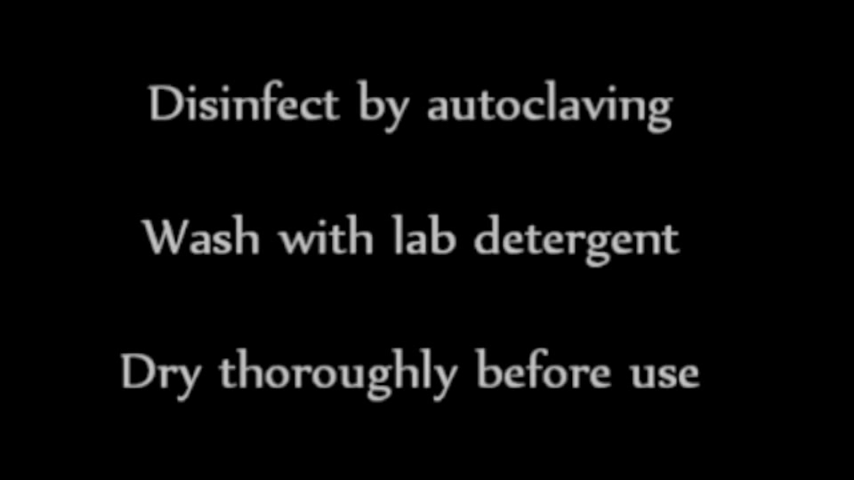 Disinfect by autoclaving
Wash with lab detergent
Dry thoroughly before use